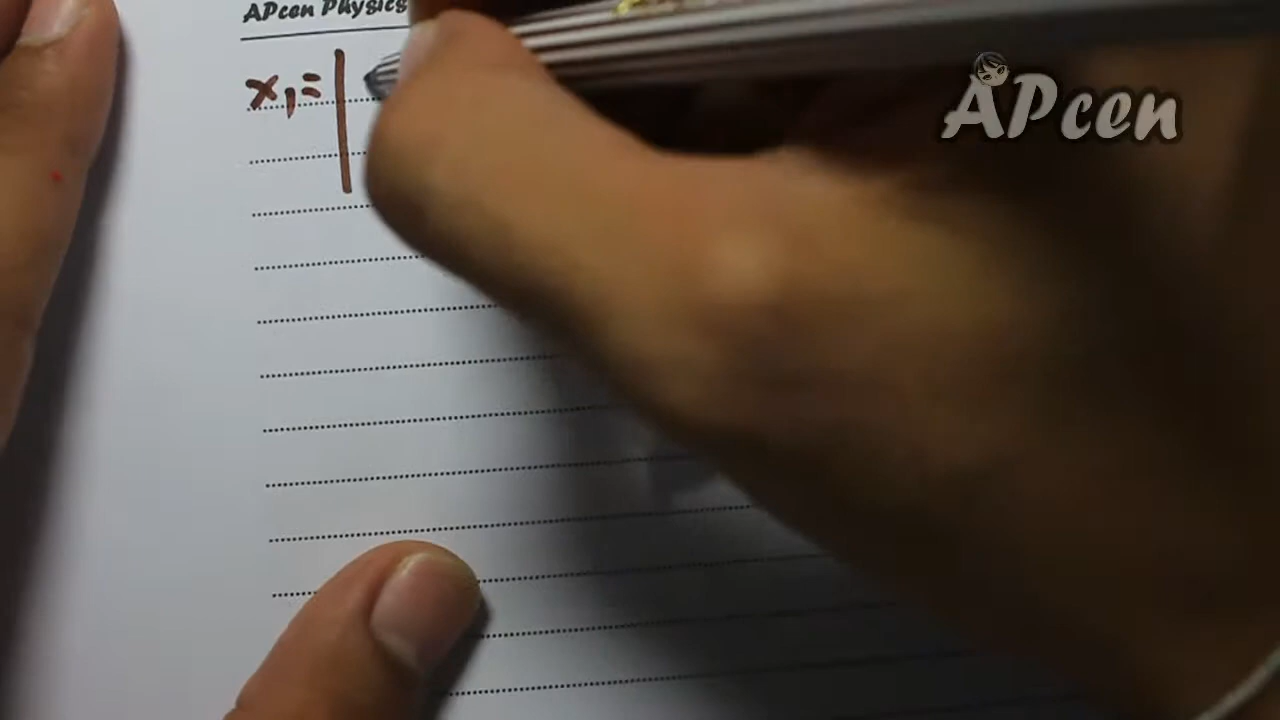 APcen Physics
x₁= |
APcen